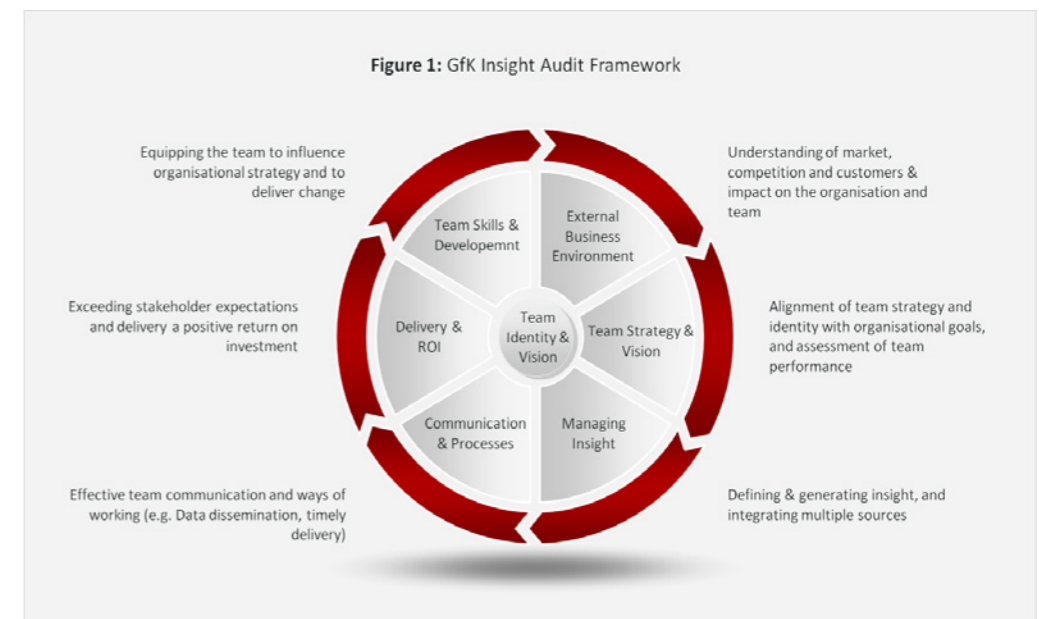 Figure 1: GfK Insight Audit Framework
Equipping the team to influence
organisational strategy and to
deliver change
Understanding of market,
competition and customers &
impact on the organisation and
team
Team Skills &
Developemnt
External
Business
Environment
Exceeding stakeholder expectations
and delivery a positive return on
investment
Delivery &
ROI
Team
Identity &
Vision
Team Strategy &
Vision
Alignment of team strategy and
identity with organisational goals,
and assessment of team
performance
Communication
& Processes
Managing
Insight
Effective team communication and ways of
working (e.g. Data dissemination, timely
delivery)
Defining & generating insight, and
integrating multiple sources